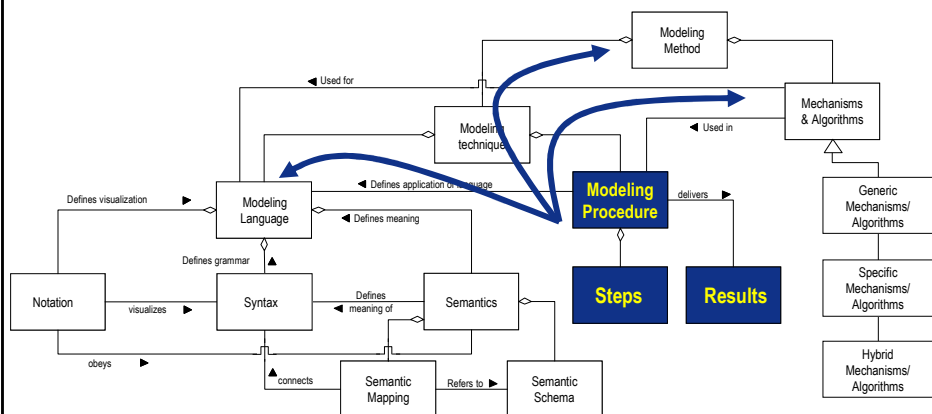 Modeling
Method
◄ Used for
Mechanisms
& Algorithms
Modeling
technique
◄ Used in
◄ Defines application of language
Modeling
Procedure
delivers ►
Generic
Mechanisms/
Algorithms
Defines visualization ►
Modeling
Language
◄ Defines meaning
Defines grammar ▲
Notation
visualizes ►
Syntax
Defines
◄ meaning of
Semantics
Steps
Results
Specific
Mechanisms/
Algorithms
obeys ►
▲ connects
Semantic
Mapping
Refers to ►
Semantic
Schema
Hybrid
Mechanisms/
Algorithms